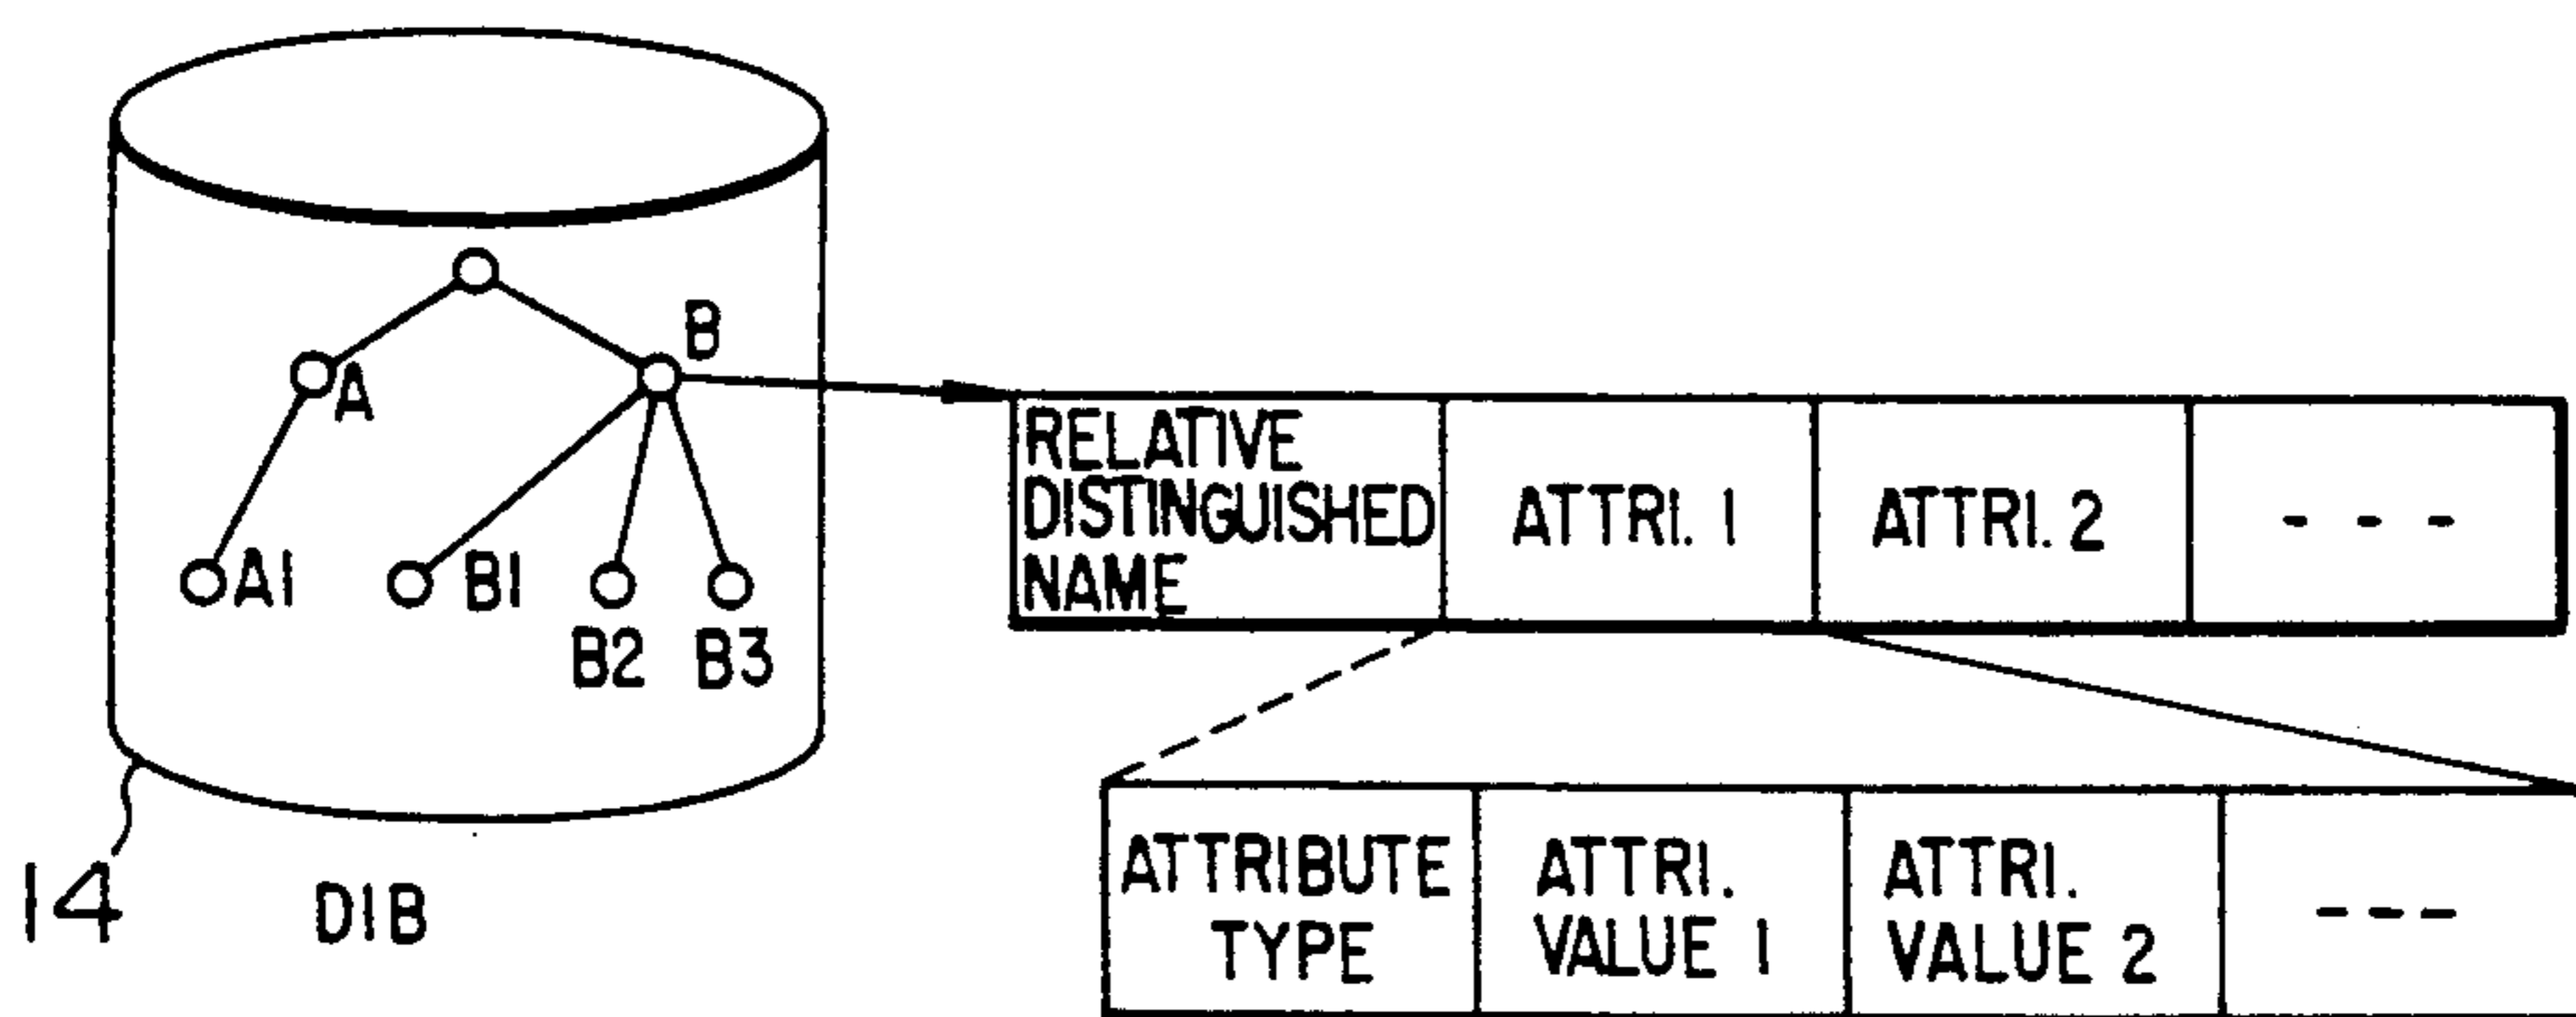 B
A
A1
B1
B2
B3
14
DIB
RELATIVE
DISTINGUISHED
NAME
ATTRI. 1
ATTRI. 2
- - -
ATTRIBUTE
TYPE
ATTRI.
VALUE 1
ATTRI.
VALUE 2
---